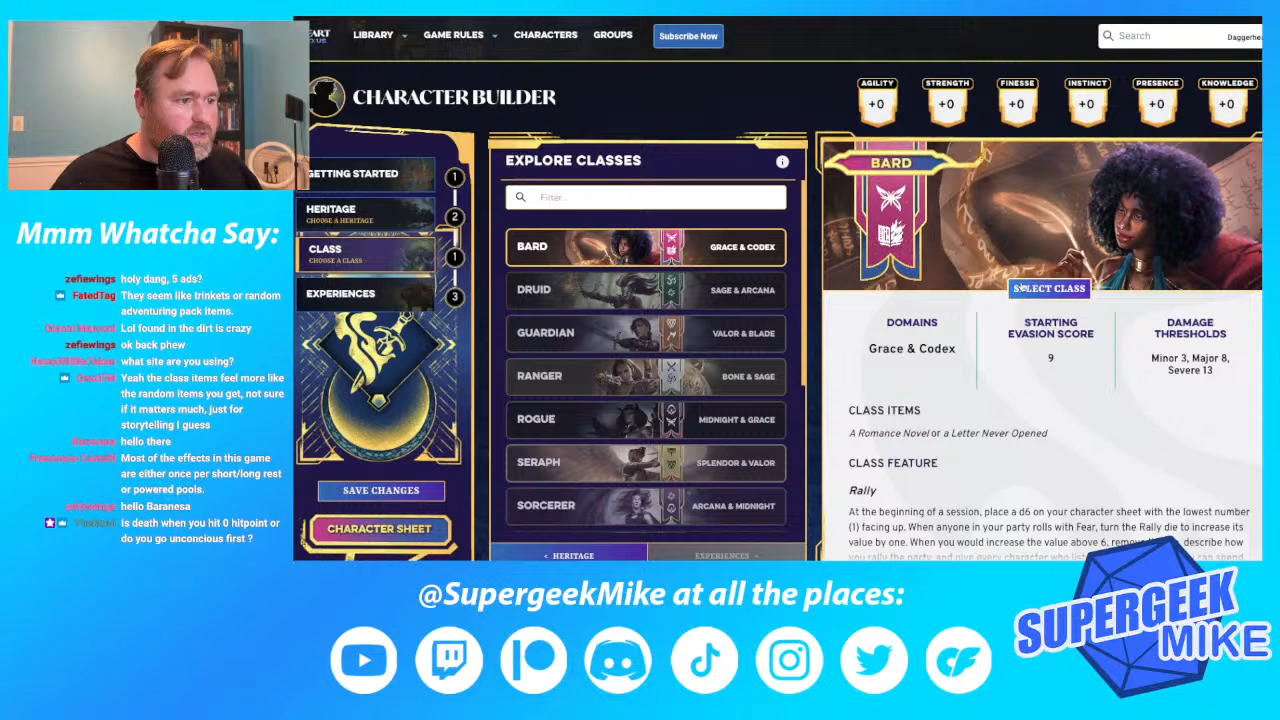 LIBRARY
GAME RULES
CHARACTERS
GROUPS
Subscribe Now
Search
CHARACTER BUILDER
AGILITY
+0
STRENGTH
+0
FINESSE
+0
INSTINCT
+0
PRESENCE
+0
KNOWLEDGE
+0
GETTING STARTED
1
HERITAGE
CHOOSE A HERITAGE
2
CLASS
CHOOSE A CLASS
1
EXPERIENCES
3
SAVE CHANGES
CHARACTER SHEET
EXPLORE CLASSES
Filter...
BARD GRACE & CODEX
DRUID SAGE & ARCANA
GUARDIAN VALOR & BLADE
RANGER BONE & SAGE
ROGUE MIDNIGHT & GRACE
SERAPH SPLENDOR & VALOR
SORCERER ARCANA & MIDNIGHT
< HERITAGE
EXPERIENCES
BARD
SELECT CLASS
DOMAINS
Grace & Codex
STARTING
EVASION SCORE
9
DAMAGE
THRESHOLDS
Minor 3, Major 8,
Severe 13
CLASS ITEMS
A Romance Novel or a Letter Never Opened
CLASS FEATURE
Rally
At the beginning of a session, place a d6 on your character sheet with the lowest number
(1) facing up. When anyone in your party rolls with Fear, turn the Rally die to increase its
value by one. When you would increase the value above 6, describe how
you rally the party, and give every character who
Mmm Whatcha Say:
zefiewings holy dang, 5 ads?
FatedTag They seem like trinkets or random
adventuring pack items.
Lol found in the dirt is crazy
zefiewings ok back phew
what site are you using?
Yeah the class items feel more like
the random items you get, not sure
if it matters much, just for
storytelling I guess
hello there
Most of the effects in this game
are either once per short/long rest
or powered pools.
zefiewings hello Baranesa
Is death when you hit 0 hitpoint or
do you go unconcious first ?
@SupergeekMike at all the places:
SUPERGEEK
MIKE